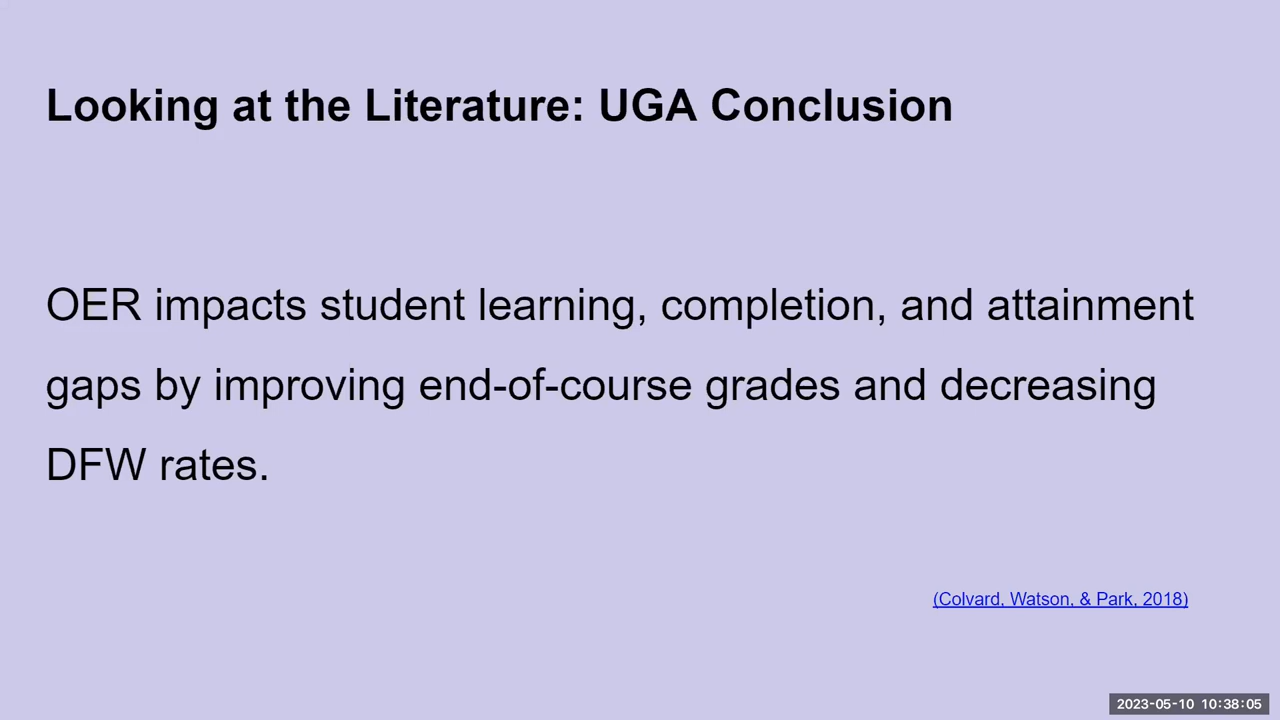 Looking at the Literature: UGA Conclusion
OER impacts student learning, completion, and attainment
gaps by improving end-of-course grades and decreasing
DFW rates.
(Colvard, Watson, & Park, 2018)
2023-05-10 10:38:05